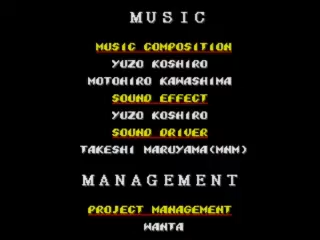 MUSIC
MUSIC COMPOSITION
YUZO KOSHIRO
MOTOHIRO KAWASHIMA
SOUND EFFECT
YUZO KOSHIRO
SOUND DRIVER
TAKESHI MARUYAMA(MNM)
MANAGEMENT
PROJECT MANAGEMENT
WANTA